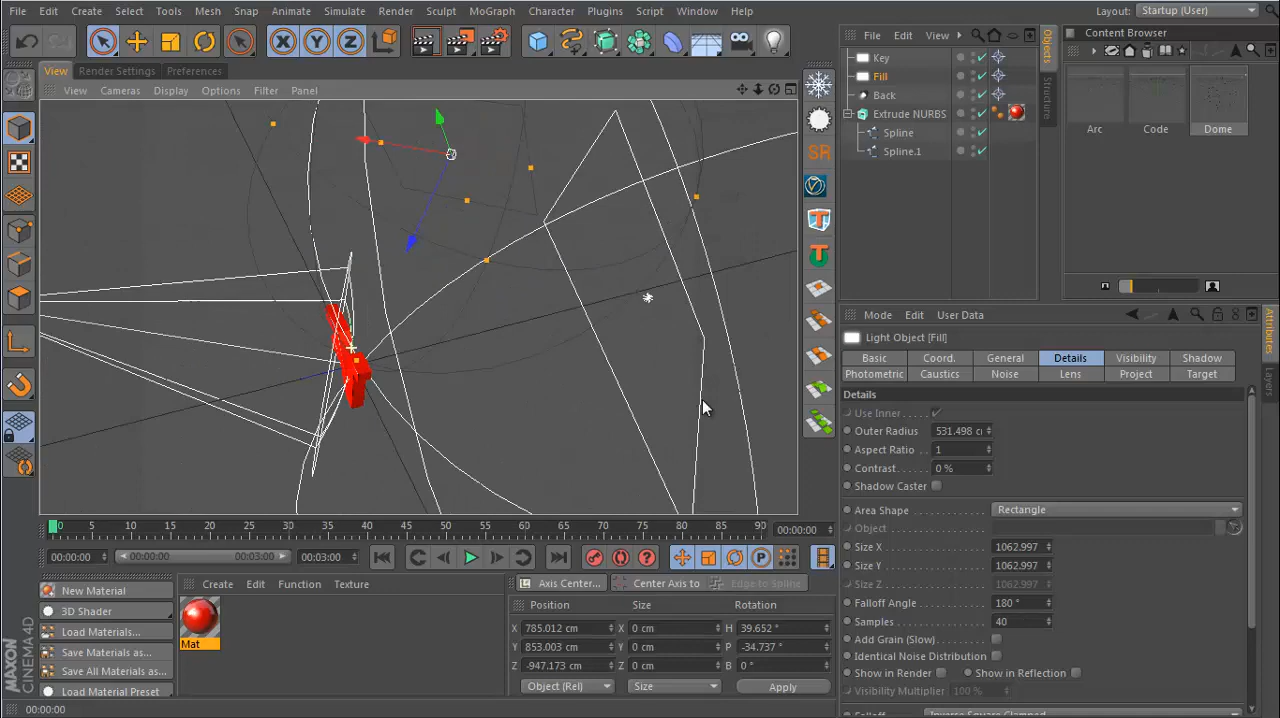 File Edit Create Select Tools Mesh Snap Animate Simulate Render Sculpt MoGraph Character Plugins Script Window Help
Layout: Startup (User)
View Render Settings Preferences
View Cameras Display Options Filter Panel
File Edit View
Key
Fill
Back
Extrude NURBS
Spline
Spline.1
Objects
Structure
Content Browser
Arc Code Dome
SR
Mode Edit User Data
Light Object [Fill]
Basic Coord. General Details Visibility Shadow
Photometric Caustics Noise Lens Project Target
Details
Use Inner
Outer Radius 531.498 c
Aspect Ratio 1
Contrast 0 %
Shadow Caster
Area Shape Rectangle
Object
Size X 1062.997
Size Y 1062.997
Size Z 1062.997
Falloff Angle 180 °
Samples 40
Add Grain (Slow)
Identical Noise Distribution
Show in Render Show in Reflection
Visibility Multiplier 100 %
Falloff Inverse Square Clamped
Attributes
Layers
0 5 10 15 20 25 30 35 40 45 50 55 60 65 70 75 80 85 90 00:00:00
00:00:00 00:00:00 00:03:00 00:03:00
New Material
3D Shader
Load Materials...
Save Materials as...
Save All Materials as...
Load Material Preset
Create Edit Function Texture
Mat
Axis Center... Center Axis to Edge to Spline
Position Size Rotation
X 785.012 cm X 0 cm H 39.652 °
Y 853.003 cm Y 0 cm P -34.737 °
Z -947.173 cm Z 0 cm B 0 °
Object (Rel) Size Apply
MAXON
CINEMA 4D
00:00:00